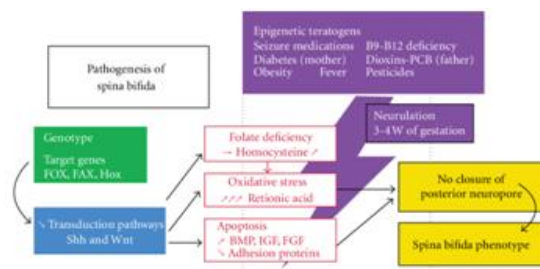 Pathogenesis of
spina bifida
Epigenetic teratogens
Seizure medications B9-B12 deficiency
Diabetes (mother) Dioxins-PCB (father)
Obesity Fever Pesticides
Neurulation
3-4W of gestation
Genotype
Target genes
FOX, FAX, Hox
Folate deficiency
→ Homocysteine ↗
Oxidative stress
↗↗↗ Retionic acid
Apoptosis
↗ BMP, IGF, FGF
↘ Adhesion proteins
↘ Transduction pathways
Shh and Wnt
No closure of
posterior neuropore
Spina bifida phenotype